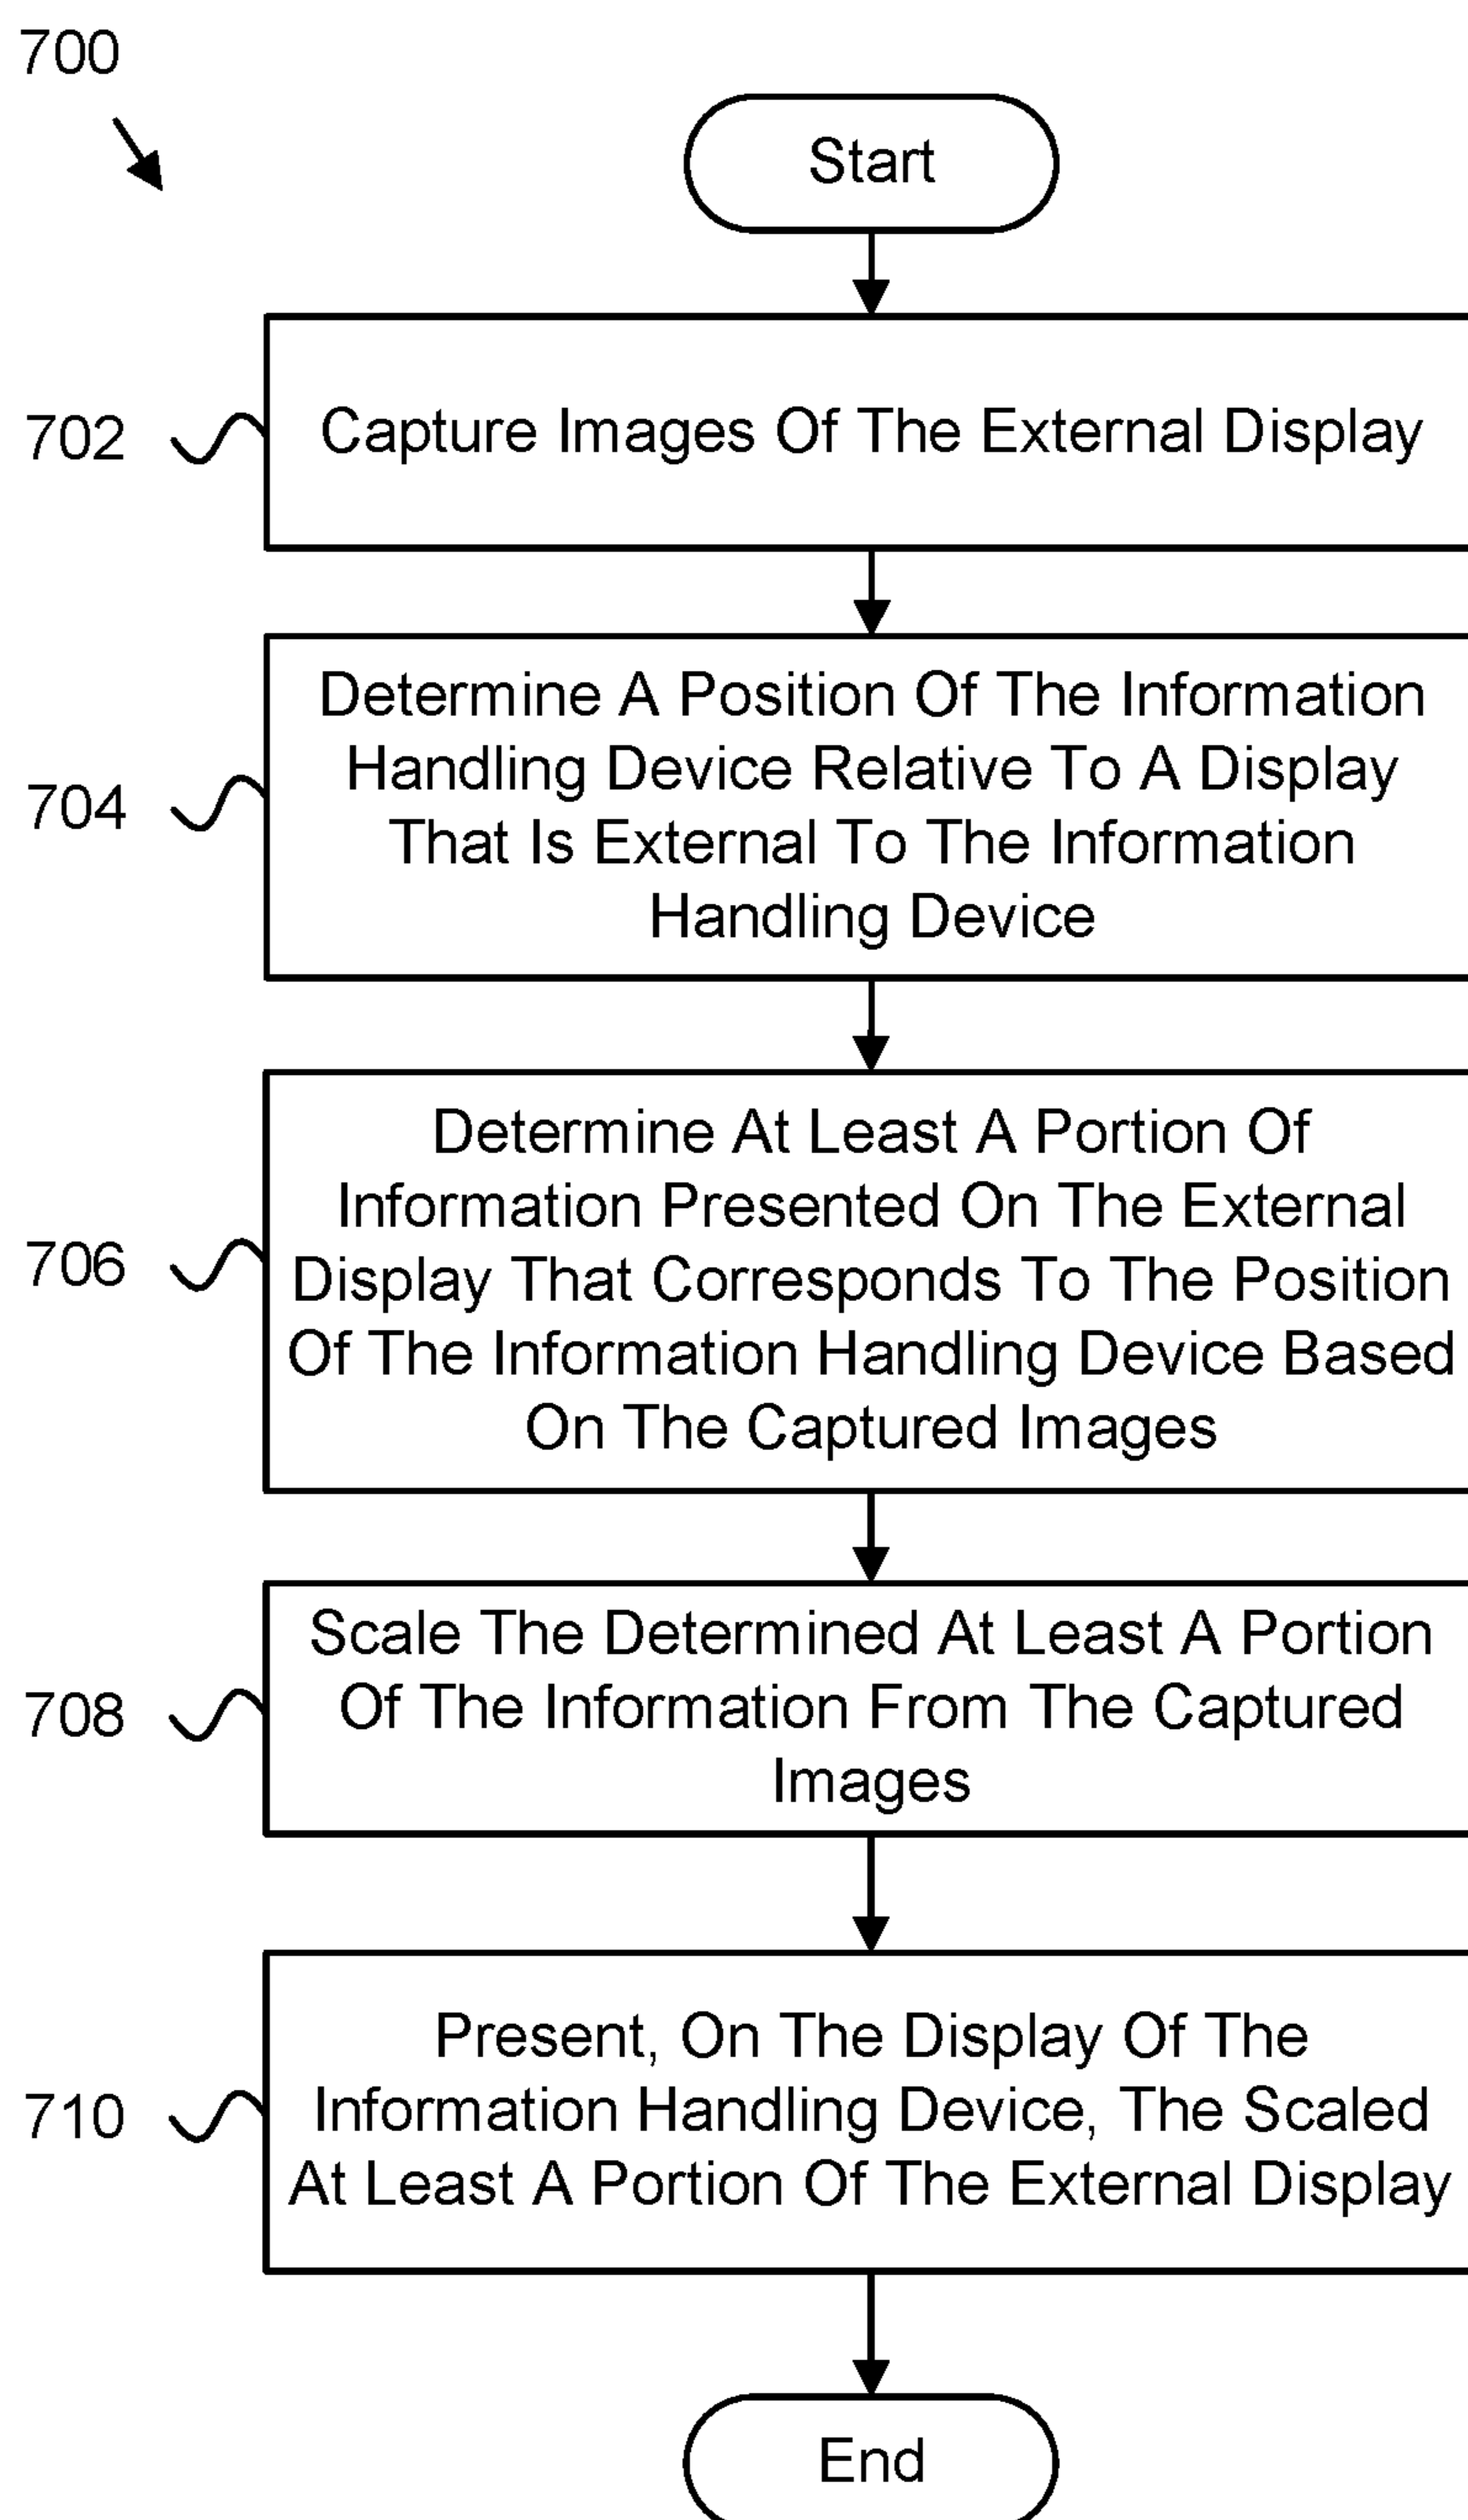 700
Start
702
Capture Images Of The External Display
704
Determine A Position Of The Information
Handling Device Relative To A Display
That Is External To The Information
Handling Device
706
Determine At Least A Portion Of
Information Presented On The External
Display That Corresponds To The Position
Of The Information Handling Device Based
On The Captured Images
708
Scale The Determined At Least A Portion
Of The Information From The Captured
Images
710
Present, On The Display Of The
Information Handling Device, The Scaled
At Least A Portion Of The External Display
End